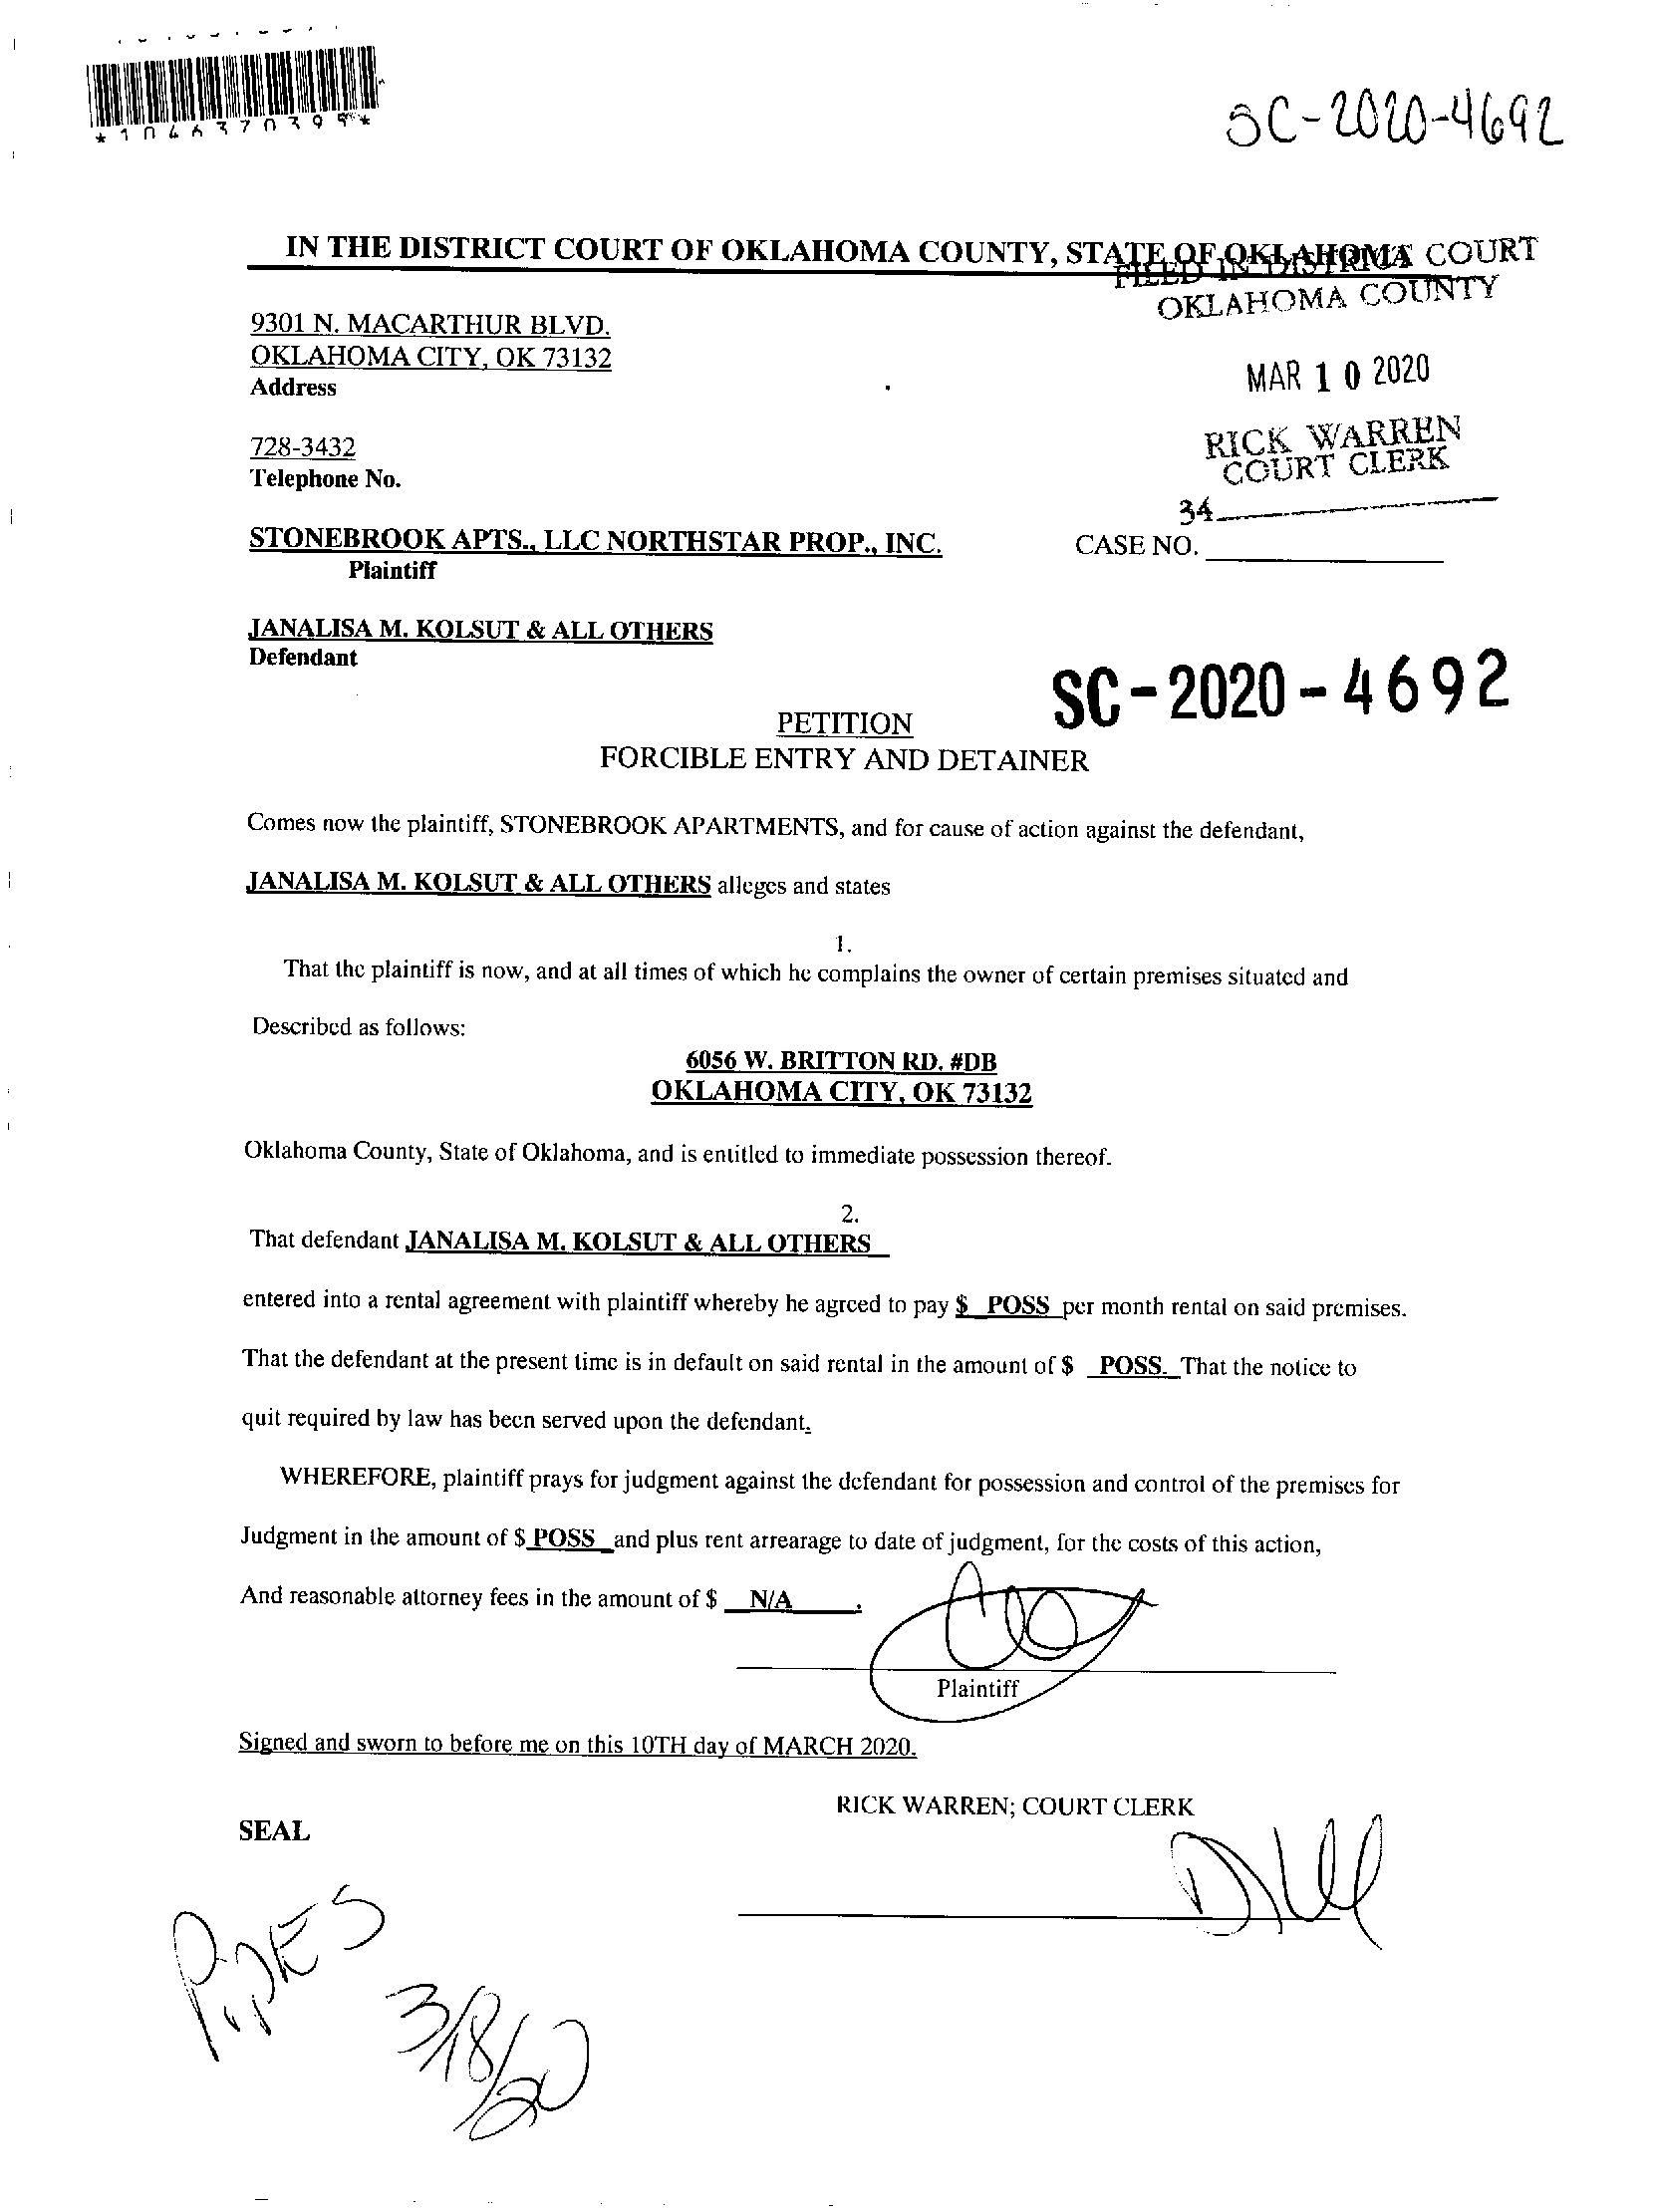 SC-2020-4692
IN THE DISTRICT COURT OF OKLAHOMA COUNTY, STATE OF OKLAHOMA
FILED IN DISTRICT COURT
OKLAHOMA COUNTY
9301 N. MACARTHUR BLVD.
OKLAHOMA CITY, OK 73132
Address
MAR 10 2020
728-3432
Telephone No.
RICK WARREN
COURT CLERK
34
STONEBROOK APTS., LLC NORTHSTAR PROP., INC.
Plaintiff
CASE NO.
JANALISA M. KOLSUT & ALL OTHERS
Defendant
SC-2020-4692
PETITION
FORCIBLE ENTRY AND DETAINER
Comes now the plaintiff, STONEBROOK APARTMENTS, and for cause of action against the defendant,
JANALISA M. KOLSUT & ALL OTHERS alleges and states
1.
That the plaintiff is now, and at all times of which he complains the owner of certain premises situated and
Described as follows:
6056 W. BRITTON RD. #DB
OKLAHOMA CITY, OK 73132
Oklahoma County, State of Oklahoma, and is entitled to immediate possession thereof.
2.
That defendant JANALISA M. KOLSUT & ALL OTHERS
entered into a rental agreement with plaintiff whereby he agreed to pay $ POSS per month rental on said premises.
That the defendant at the present time is in default on said rental in the amount of $ POSS. That the notice to
quit required by law has been served upon the defendant.
WHEREFORE, plaintiff prays for judgment against the defendant for possession and control of the premises for
Judgment in the amount of $ POSS and plus rent arrearage to date of judgment, for the costs of this action,
And reasonable attorney fees in the amount of $ N/A.
Plaintiff
Signed and sworn to before me on this 10TH day of MARCH 2020.
RICK WARREN; COURT CLERK
SEAL
3/18/20